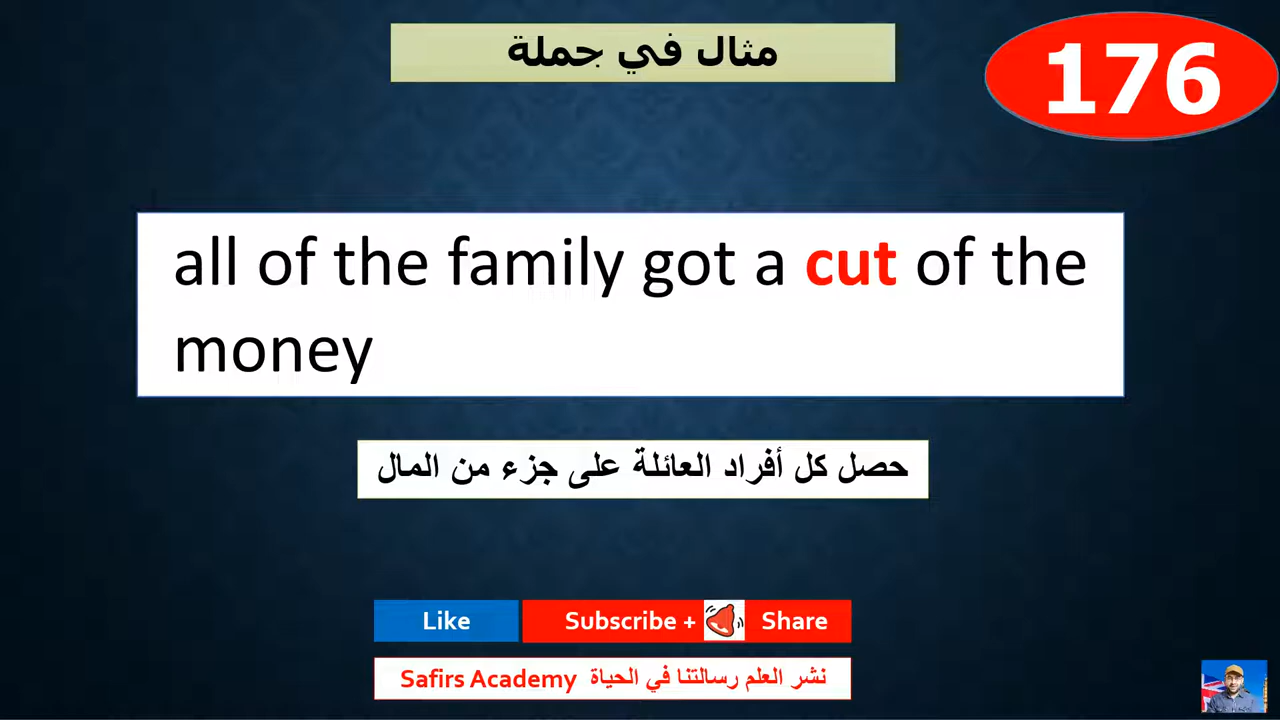 مثال في جملة
176
all of the family got a cut of the
money
حصل كل أفراد العائلة على جزء من المال
Like
Subscribe + Share
Safirs Academy نشر العلم رسالتنا في الحياة